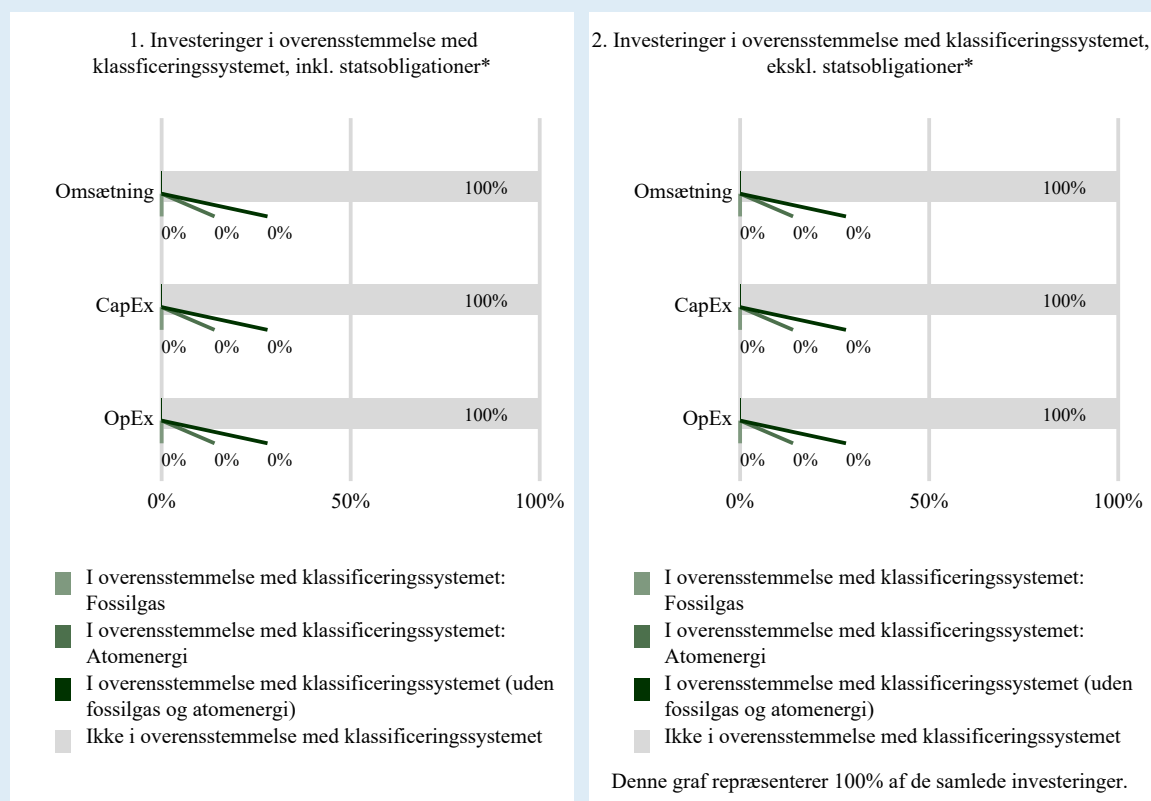 1. Investeringer i overensstemmelse med
klassficeringssystemet, inkl. statsobligationer*
Omsætning
100%
0% 0% 0%
CapEx
100%
0% 0% 0%
OpEx
100%
0% 0% 0%
0% 50% 100%
I overensstemmelse med klassificeringssystemet:
Fossilgas
I overensstemmelse med klassificeringssystemet:
Atomenergi
I overensstemmelse med klassificeringssystemet (uden
fossilgas og atomenergi)
Ikke i overensstemmelse med klassificeringssystemet
2. Investeringer i overensstemmelse med klassificeringssystemet,
ekskl. statsobligationer*
Omsætning
100%
0% 0% 0%
CapEx
100%
0% 0% 0%
OpEx
100%
0% 0% 0%
0% 50% 100%
I overensstemmelse med klassificeringssystemet:
Fossilgas
I overensstemmelse med klassificeringssystemet:
Atomenergi
I overensstemmelse med klassificeringssystemet (uden
fossilgas og atomenergi)
Ikke i overensstemmelse med klassificeringssystemet
Denne graf repræsenterer 100% af de samlede investeringer.